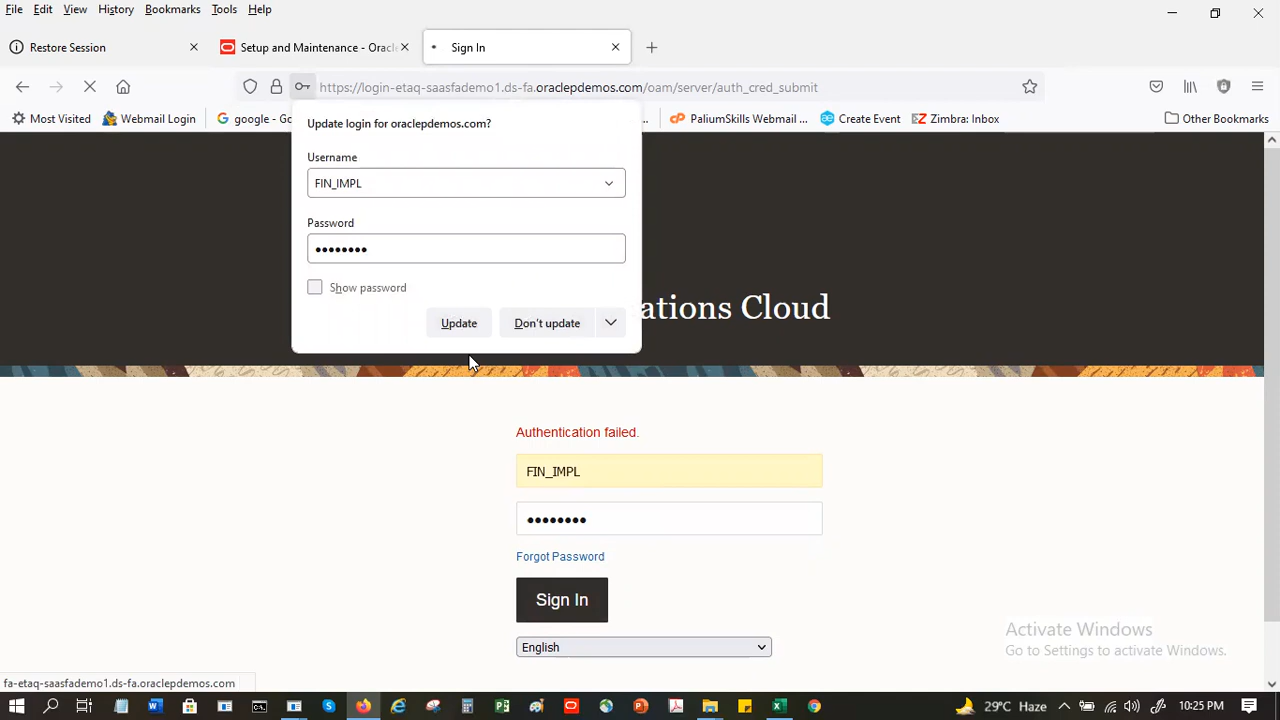 File Edit View History Bookmarks Tools Help
Restore Session
Setup and Maintenance - Oracl
Sign In
https://login-etaq-saasfademo1.ds-fa.oraclepdemos.com/oam/server/auth_cred_submit
Most Visited
Webmail Login
google - Go
PaliumSkills Webmail ...
Create Event
Zimbra: Inbox
Other Bookmarks
Update login for oraclepdemos.com?
Username
FIN_IMPL
Password
••••••••
Show password
Update
Don't update
ations Cloud
Authentication failed.
FIN_IMPL
••••••••
Forgot Password
Sign In
English
Activate Windows
Go to Settings to activate Windows.
fa-etaq-saasfademo1.ds-fa.oraclepdemos.com
29°C Haze
10:25 PM